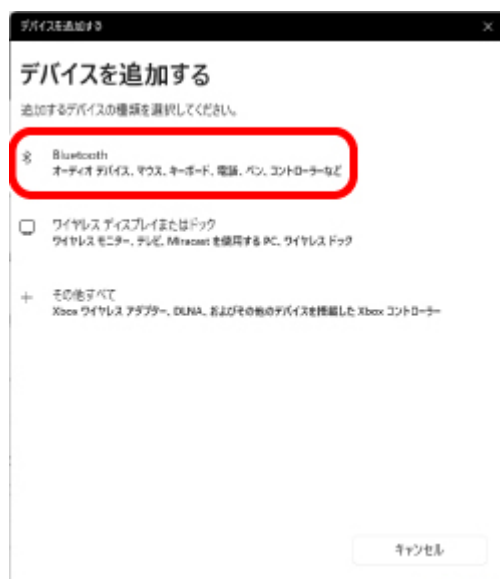 デバイスを追加する
デバイスを追加する
追加するデバイスの種類を選択してください。
Bluetooth
オーディオ デバイス、マウス、キーボード、電話、ペン、コントローラーなど
ワイヤレス ディスプレイまたはドック
ワイヤレス モニター、テレビ、Miracast を使用する PC、ワイヤレス ドック
その他すべて
Xbox ワイヤレス アダプター、DLNA、およびその他のデバイスを搭載した Xbox コントローラー
キャンセル